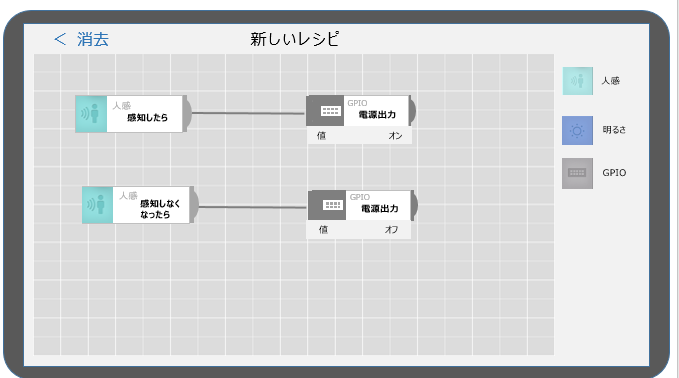 ＜ 消去
新しいレシピ
人感
感知したら
GPIO
電源出力
値 オン
人感
感知しなく
なったら
GPIO
電源出力
値 オフ
人感
明るさ
GPIO